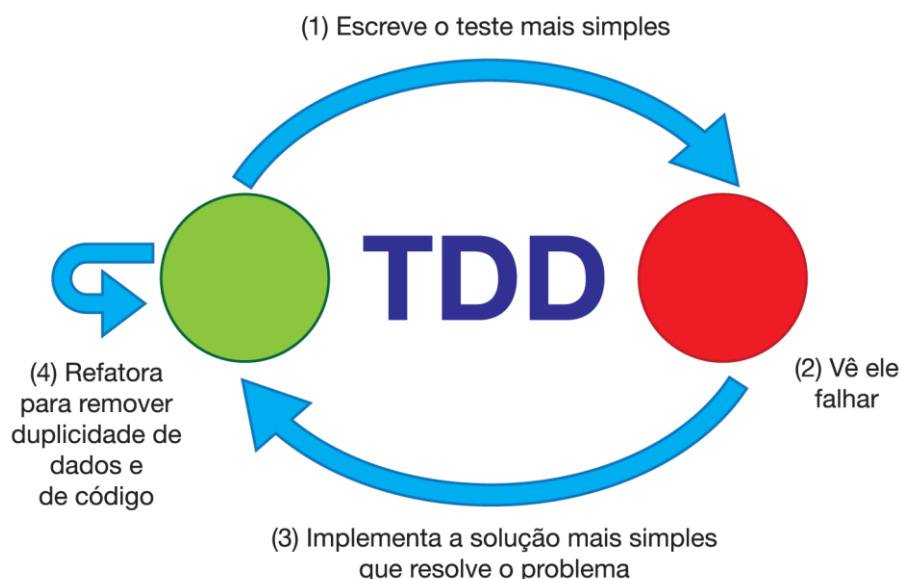 (1) Escreve o teste mais simples
TDD
(2) Vê ele
falhar
(4) Refatora
para remover
duplicidade de
dados e
de código
(3) Implementa a solução mais simples
que resolve o problema